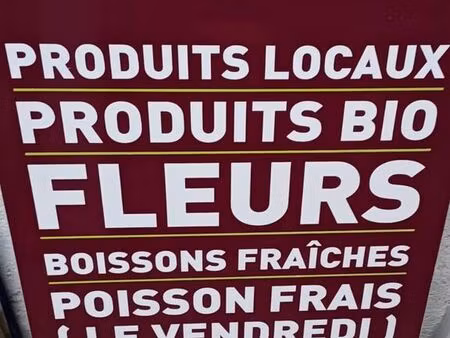 PRODUITS LOCAUX
PRODUITS BIO
FLEURS
BOISSONS FRAÎCHES
POISSON FRAIS
( LE VENDREDI )